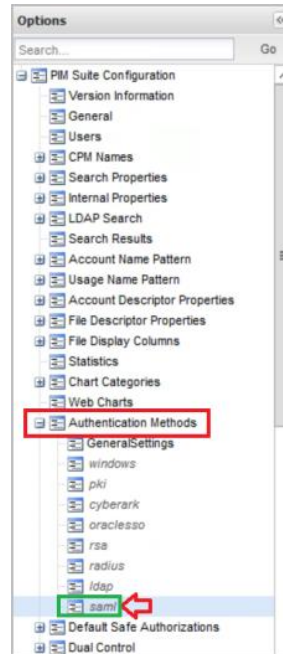 Options
Search...
Go
PIM Suite Configuration
Version Information
General
Users
CPM Names
Search Properties
Internal Properties
LDAP Search
Search Results
Account Name Pattern
Usage Name Pattern
Account Descriptor Properties
File Descriptor Properties
File Display Columns
Statistics
Chart Categories
Web Charts
Authentication Methods
GeneralSettings
windows
pki
cyberark
oraclesso
rsa
radius
ldap
saml
Default Safe Authorizations
Dual Control